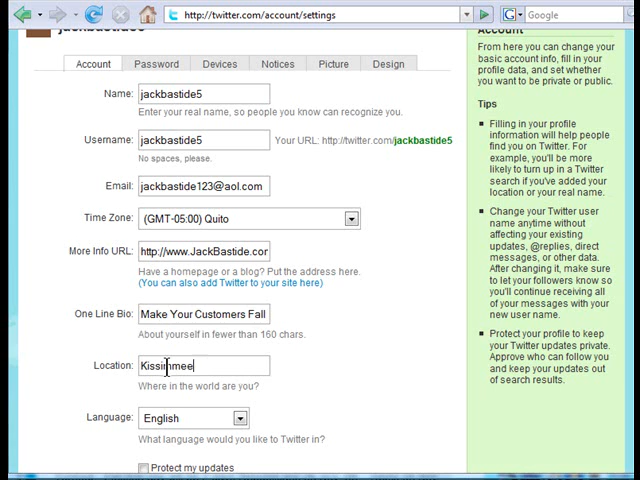 http://twitter.com/account/settings
Google
jackbastide5
Account Password Devices Notices Picture Design
Name: jackbastide5
Enter your real name, so people you know can recognize you.
Username: jackbastide5 Your URL: http://twitter.com/jackbastide5
No spaces, please.
Email: jackbastide123@aol.com
Time Zone: (GMT-05:00) Quito
More Info URL: http://www.JackBastide.cor
Have a homepage or a blog? Put the address here.
(You can also add Twitter to your site here)
One Line Bio: Make Your Customers Fall
About yourself in fewer than 160 chars.
Location: Kissimmee
Where in the world are you?
Language: English
What language would you like to Twitter in?
Protect my updates
Account
From here you can change your
basic account info, fill in your
profile data, and set whether
you want to be private or public.
Tips
Filling in your profile
information will help people
find you on Twitter. For
example, you'll be more
likely to turn up in a Twitter
search if you've added your
location or your real name.
Change your Twitter user
name anytime without
affecting your existing
updates, @replies, direct
messages, or other data.
After changing it, make sure
to let your followers know so
you'll continue receiving all
of your messages with your
new user name.
Protect your profile to keep
your Twitter updates private.
Approve who can follow you
and keep your updates out
of search results.